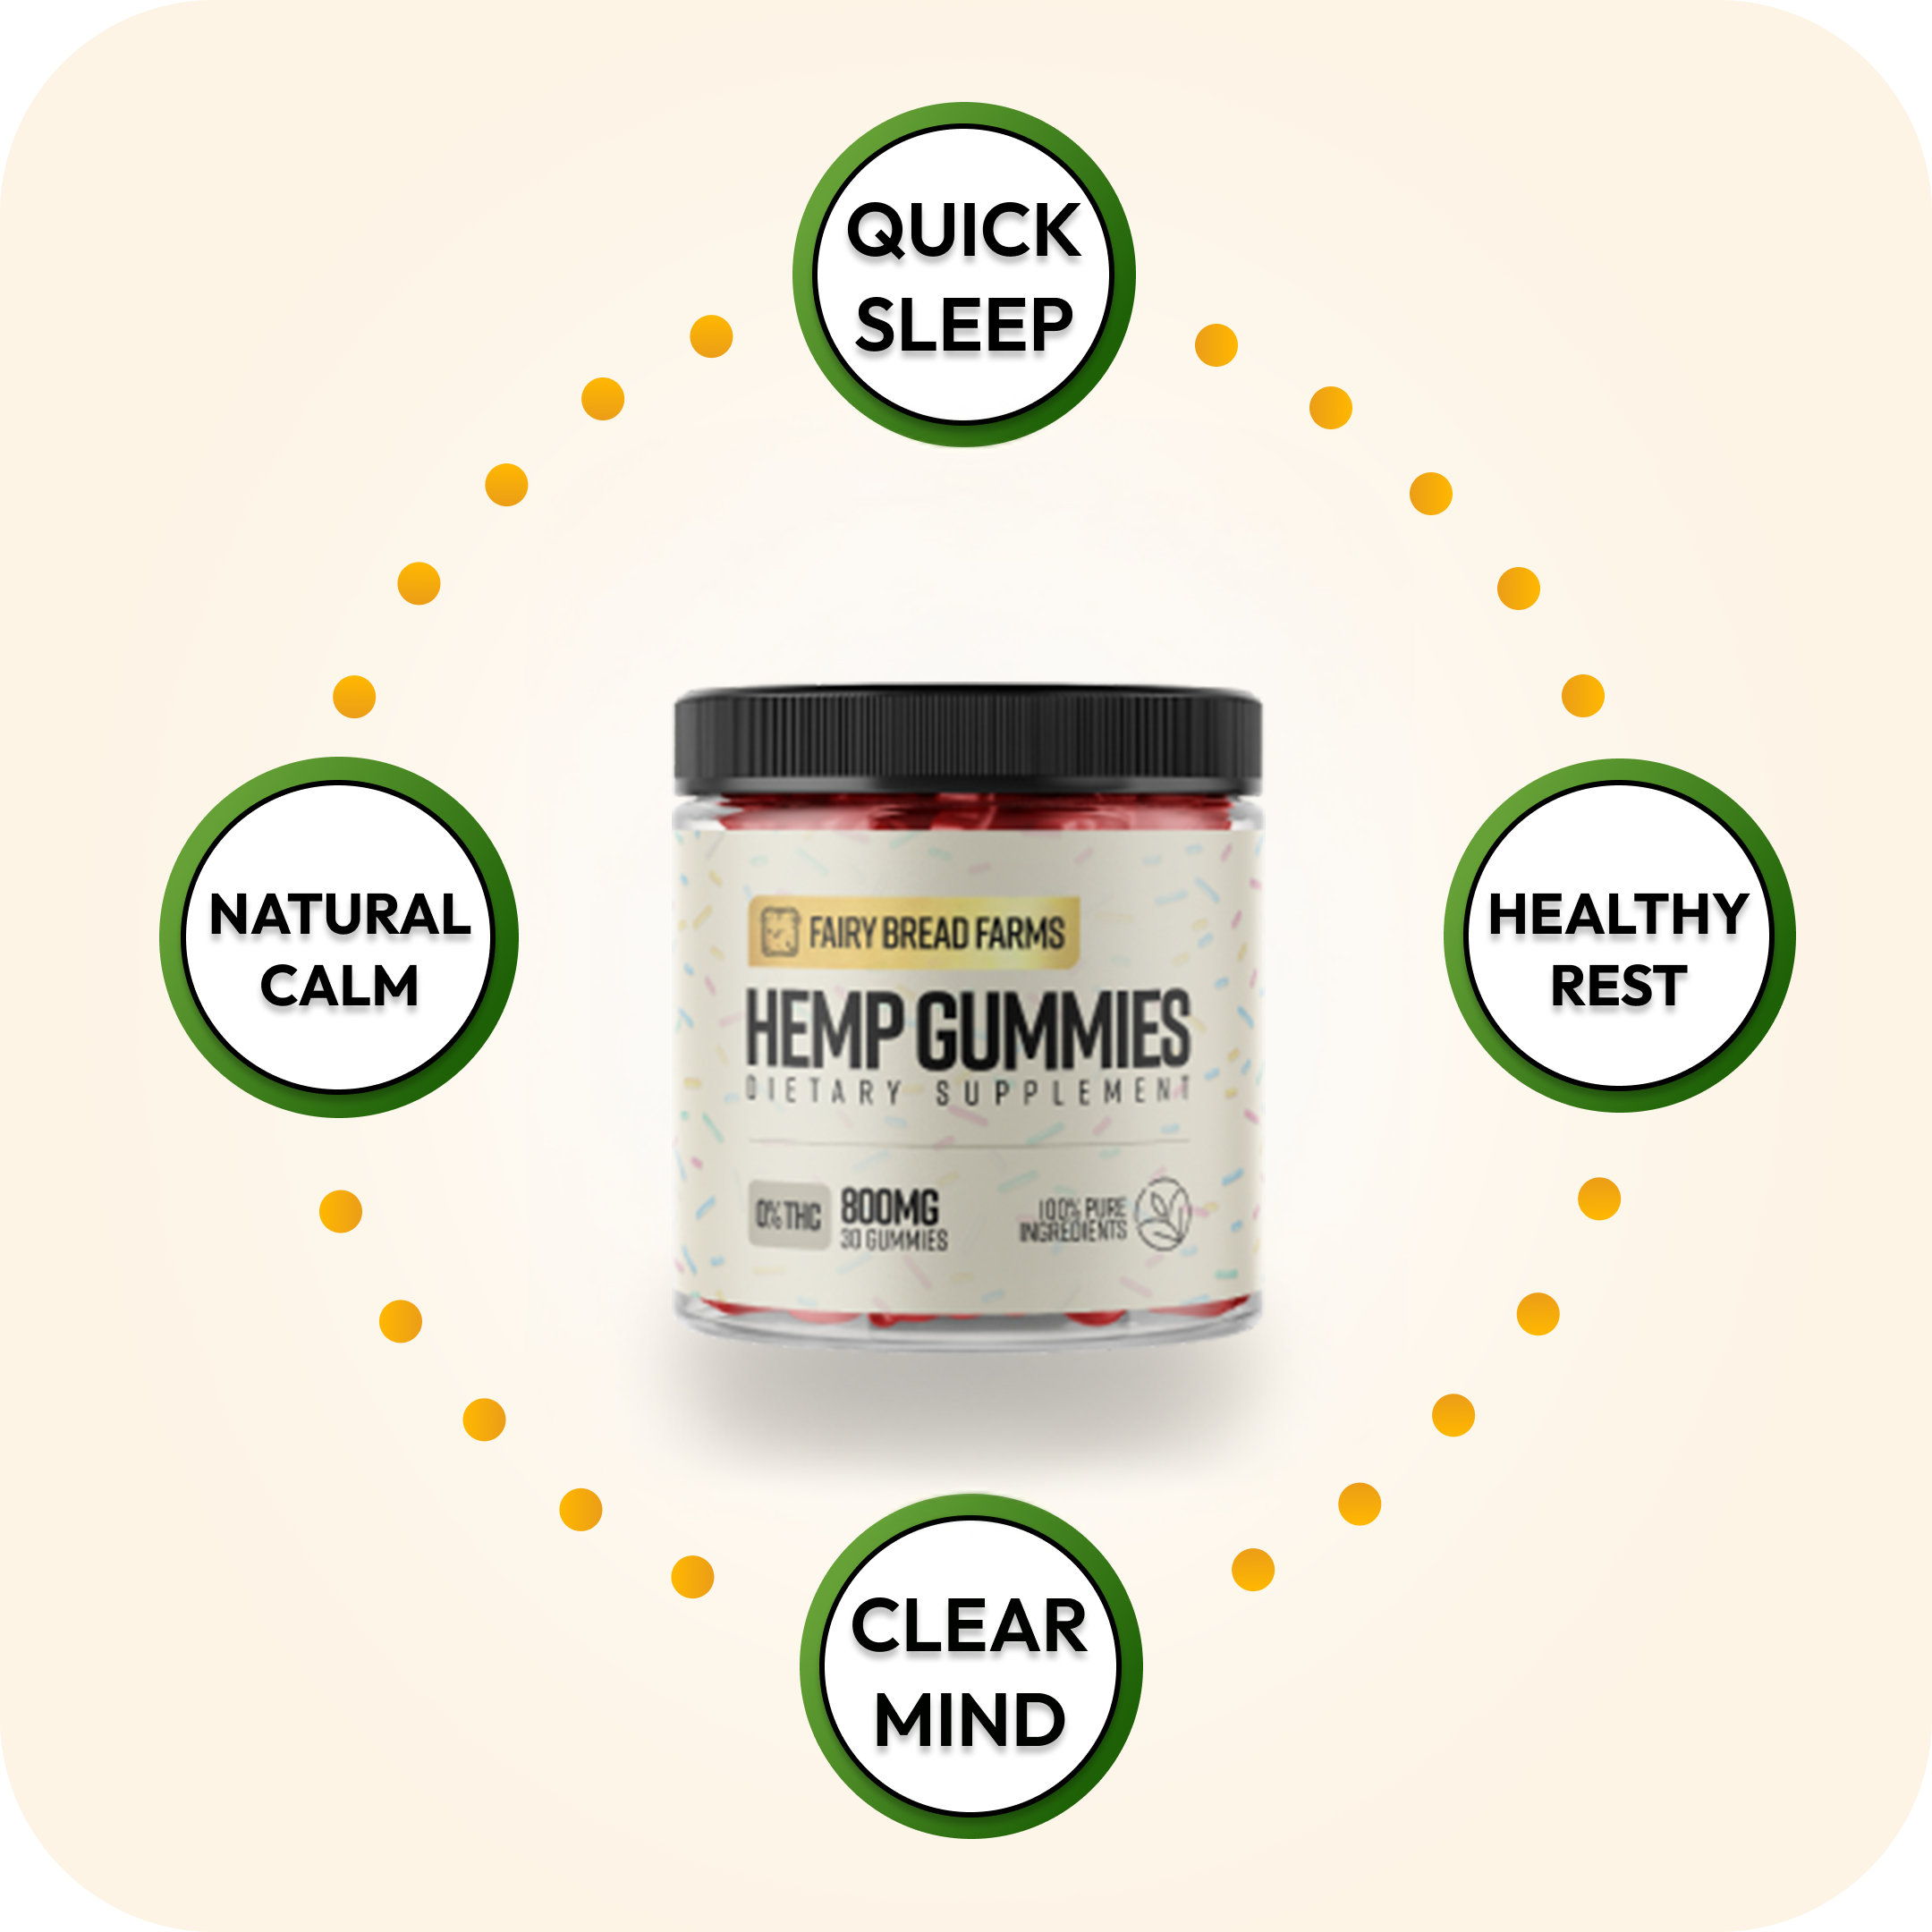 QUICK
SLEEP
NATURAL
CALM
FAIRY BREAD FARMS
HEMP GUMMIES
DIETARY SUPPLEMENT
0% THC
800MG
30 GUMMIES
100% PURE
INGREDIENTS
HEALTHY
REST
CLEAR
MIND